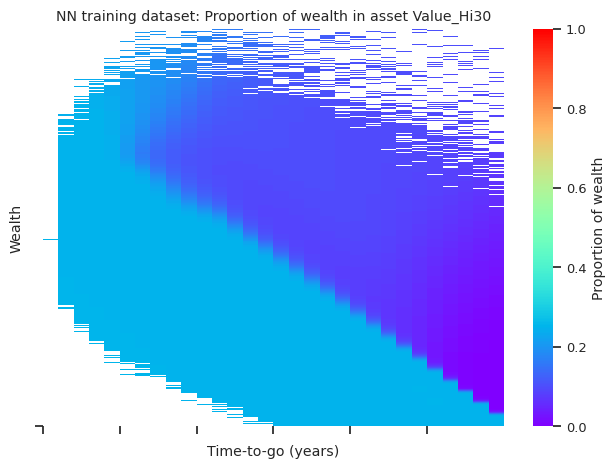 NN training dataset: Proportion of wealth in asset Value_Hi30
1.0
0.8
0.6
0.4
0.2
0.0
Proportion of wealth
Wealth
Time-to-go (years)